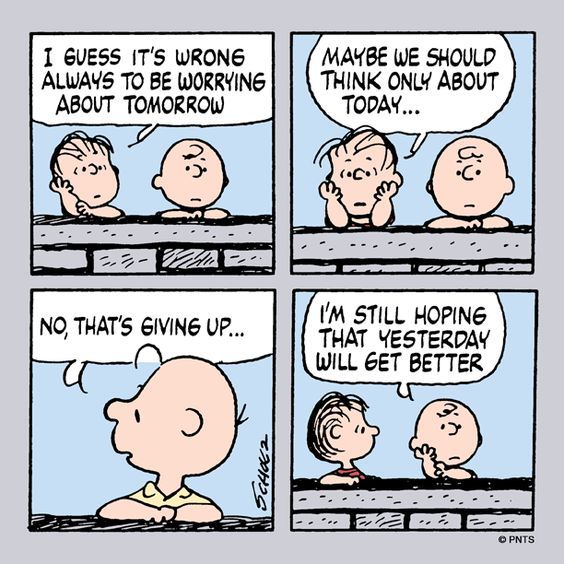 I GUESS IT'S WRONG
ALWAYS TO BE WORRYING
ABOUT TOMORROW
MAYBE WE SHOULD
THINK ONLY ABOUT
TODAY...
NO, THAT'S GIVING UP...
SCHULZ
I'M STILL HOPING
THAT YESTERDAY
WILL GET BETTER
© PNTS